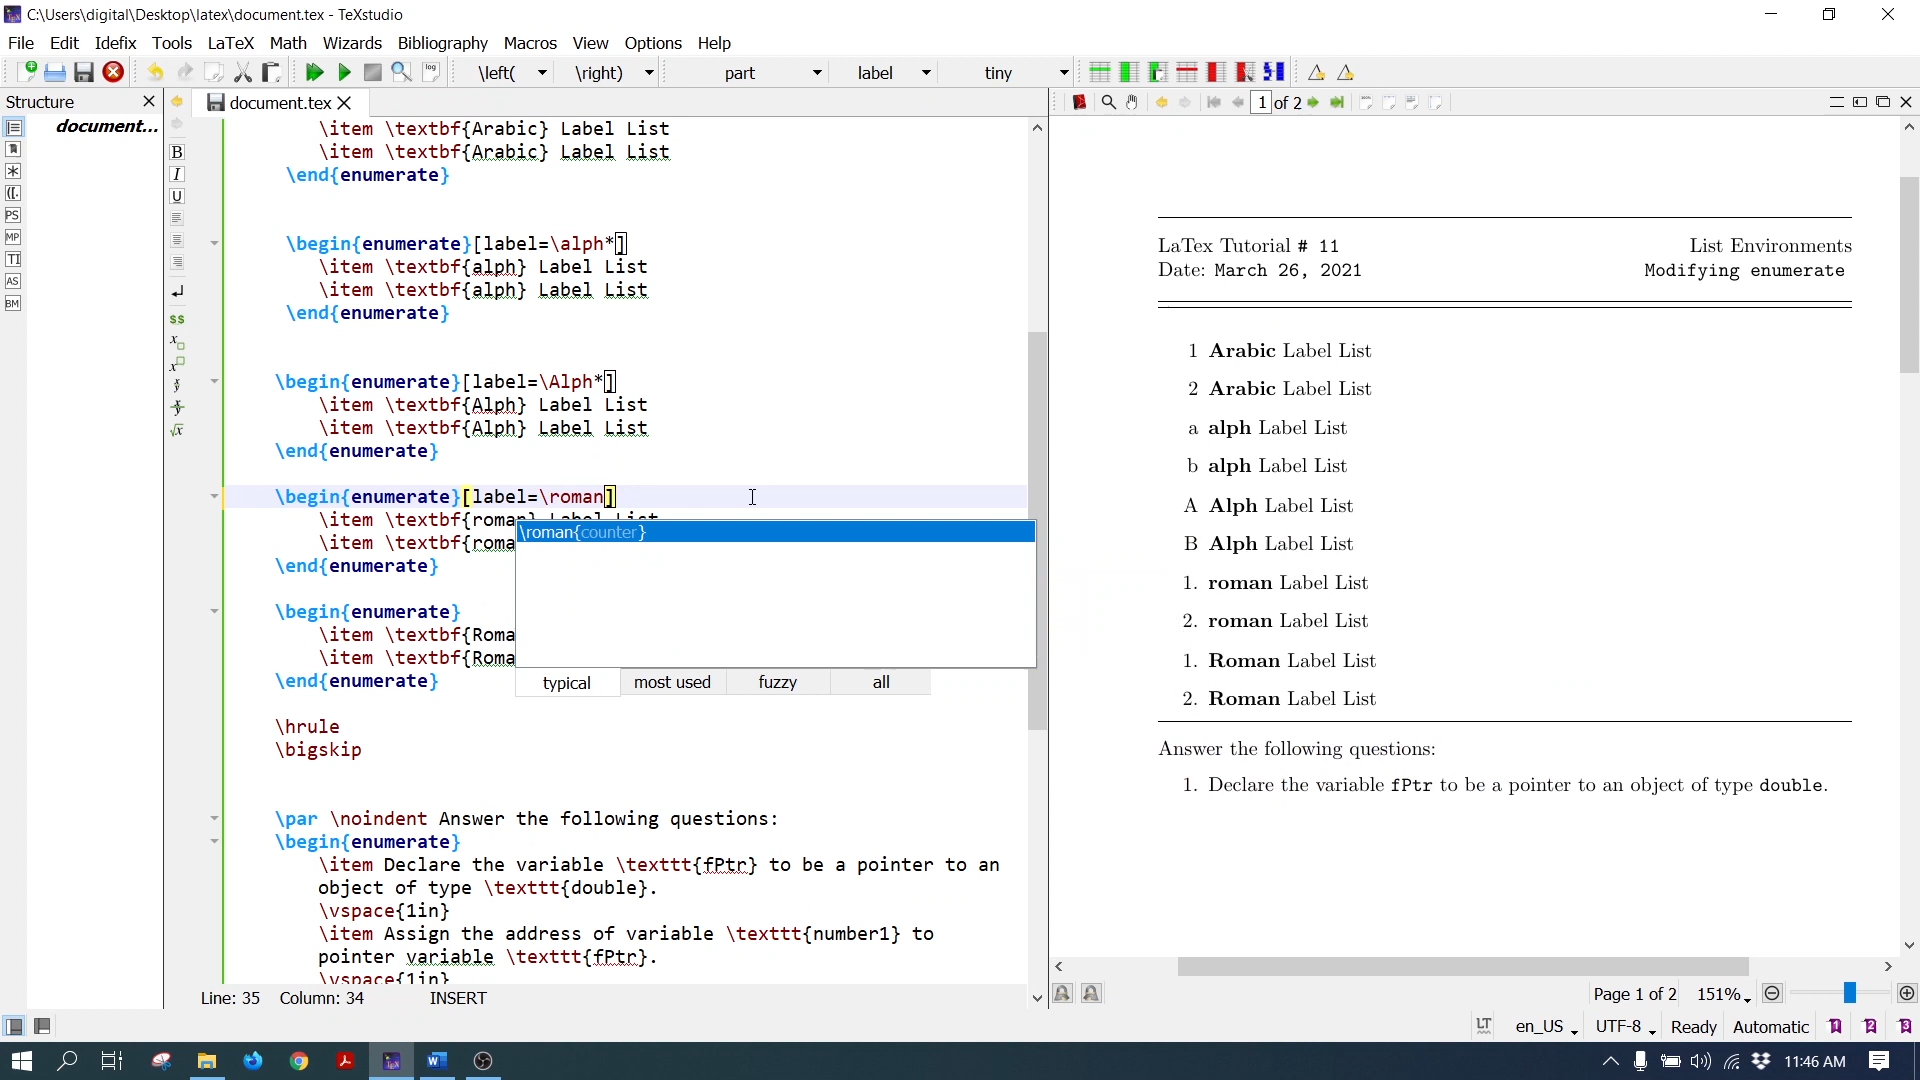 C:\Users\digital\Desktop\latex\document.tex - TeXstudio
File Edit Idefix Tools LaTeX Math Wizards Bibliography Macros View Options Help
\left( \right) part label tiny
Structure
document...
document.tex
1 of 2
\item \textbf{Arabic} Label List
\item \textbf{Arabic} Label List
\end{enumerate}
\begin{enumerate}[label=\alph*]
\item \textbf{alph} Label List
\item \textbf{alph} Label List
\end{enumerate}
\begin{enumerate}[label=\Alph*]
\item \textbf{Alph} Label List
\item \textbf{Alph} Label List
\end{enumerate}
\begin{enumerate}[label=\roman]
\item \textbf{roman} Label List
\item \textbf{roma
\roman{counter}
\end{enumerate}
\begin{enumerate}
\item \textbf{Roma
\item \textbf{Roma
\end{enumerate}
typical most used fuzzy all
\hrule
\bigskip
\par \noindent Answer the following questions:
\begin{enumerate}
\item Declare the variable \texttt{fPtr} to be a pointer to an
object of type \texttt{double}.
\vspace{1in}
\item Assign the address of variable \texttt{number1} to
pointer variable \texttt{fPtr}.
\vspace{1in}
Line: 35 Column: 34 INSERT
LaTex Tutorial # 11 List Environments
Date: March 26, 2021 Modifying enumerate
1 Arabic Label List
2 Arabic Label List
a alph Label List
b alph Label List
A Alph Label List
B Alph Label List
1. roman Label List
2. roman Label List
1. Roman Label List
2. Roman Label List
Answer the following questions:
1. Declare the variable fPtr to be a pointer to an object of type double.
Page 1 of 2 151%
en_US UTF-8 Ready Automatic
11:46 AM